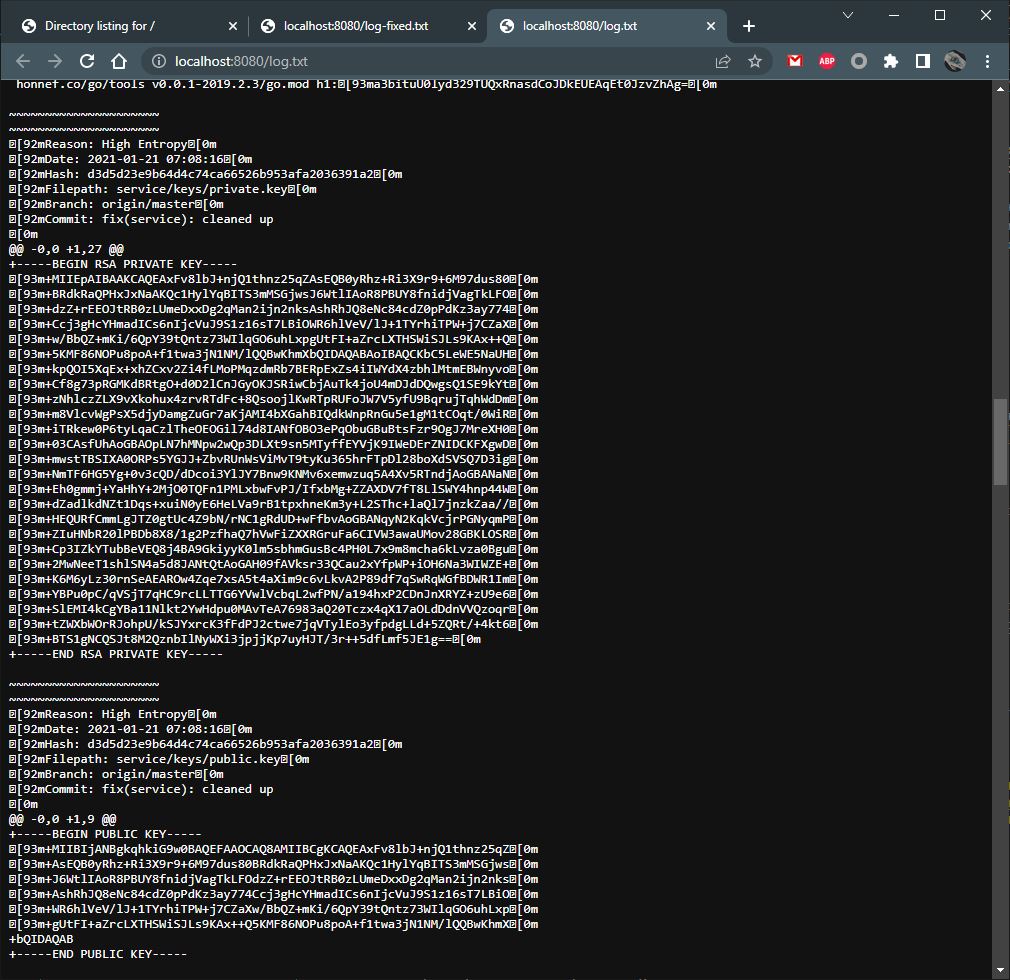 Directory listing for /
localhost:8080/log-fixed.txt
localhost:8080/log.txt
localhost:8080/log.txt
ABP
honnef.co/go/tools v0.0.1-2019.2.3/go.mod h1:[93ma3bituU0lyd329TUQxRnasdCoJDkEUEAqEt0JzvZhAg=[0m
~~~~~~~~~~~~~~~~~~~~~
~~~~~~~~~~~~~~~~~~~~~
[92mReason: High Entropy[0m
[92mDate: 2021-01-21 07:08:16[0m
[92mHash: d3d5d23e9b64d4c74ca66526b953afa2036391a2[0m
[92mFilepath: service/keys/private.key[0m
[92mBranch: origin/master[0m
[92mCommit: fix(service): cleaned up
[0m
@@ -0,0 +1,27 @@
+-----BEGIN RSA PRIVATE KEY-----
[93m+MIIEpAIBAAKCAQEAxFv8lbJ+njQ1thnz25qZAsEQB0yRhz+Ri3X9r9+6M97dus80[0m
[93m+BRdkRaQPHxJxNaAKQc1HylYqBITS3mMSGjwsJ6WtlIAoR8PBUY8fnidjVagTkLFO[0m
[93m+dzZ+rEEOJtRB0zLUmeDxxDg2qMan2ijn2nksAshRhJQ8eNc84cdZ0pPdKz3ay774[0m
[93m+Ccj3gHcYHmadICs6nIjcVuJ9S1z16sT7LBiOWR6hlVeV/lJ+1TYrhiTPW+j7CZaX[0m
[93m+w/BbQZ+mKi/6QpY39tQntz73WIlqGO6uhLxpgUtFI+aZrcLXTHSWiSJLs9KAx++Q[0m
[93m+5KMF86NOPu8poA+f1twa3jN1NM/lQQBwKhmXbQIDAQABAoIBAQCKbC5LeWE5NaUH[0m
[93m+kpQOI5XqEx+xhZCxv2Zi4fLMoPMqzdmRb7BERpExZs4iIWYdX4zbhlMtmEBWnyvo[0m
[93m+Cf8g73pRGMKdBRtgO+d0D2lCnJGyOKJSRiwCbjAuTk4joU4mDJdDQwgsQ1SE9kYt[0m
[93m+zNhlczZLX9vXkohux4zrvRTdFc+8QsoojlKwRTpRUFoJW7V5yfU9BqrujTqhWdDm[0m
[93m+m8VlcvWgPsX5djyDamgZuGr7aKjAMI4bXGahBIQdkWnpRnGu5e1gM1tCOqt/0WiR[0m
[93m+iTRkew0P6tyLqaCzlTheOEOGil74d8IANfOBO3ePqObuGBuBtsFzr9OgJ7MreXH0[0m
[93m+03CAsfUhAoGBAOpLN7hMNpw2wQp3DLXt9sn5MTyffEYVjK9IWeDErZNIDCKFXgwD[0m
[93m+mwstTBSIXA0ORPs5YGJJ+ZbvRUnWsViMvT9tyKu365hrFTpDl28boXdSVSQ7D3ig[0m
[93m+NmTF6HG5Yg+0v3cQD/dDcoi3YlJY7Bnw9KNMv6xemwzuq5A4Xv5RTndjAoGBANaN[0m
[93m+Eh0gmmj+YaHhY+2MjO0TQFn1PMLxbwFvPJ/IfxbMg+ZZAXDV7fT8LlSWY4hnp44W[0m
[93m+dZadlkdNZt1Dqs+xuiN0yE6HeLVa9rB1tpxhneKm3y+L2SThc+laQl7jnzkZaa//[0m
[93m+HEQURfCmmLgJTZ0gtUc4Z9bN/rNC1gRdUD+wFfbvAoGBANqyN2KqkVcjrPGNyqmP[0m
[93m+ZIuHNbR20lPBDb8X8/1g2PzfhaQ7hVwFiZXXRGruFa6CIVW3awaUMov28GBKLOSR[0m
[93m+Cp3IZkYTubBeVEQ8j4BA9GkiyyK0lm5sbhmGusBc4PH0L7x9m8mcha6kLvza0Bgu[0m
[93m+2MwNeeT1shlSN4a5d8JANtQtAoGAH09fAVksr33QCau2xYfpWP+iOH6Na3WIWZE+[0m
[93m+K6M6yLz30rnSeAEAROw4Zqe7xsA5t4aXim9c6vLkvA2P89df7qSwRqWGfBDWR1Im[0m
[93m+YBPu0pC/qVSjT7qHC9rcLLTTG6YVwlVcbqL2wfPN/a194hxP2CDnJnXRYZ+zU9e6[0m
[93m+SlEMI4kCgYBa11Nlkt2YwHdpu0MAvTeA76983aQ20Tczx4qX17aOLdDdnVVQzoqr[0m
[93m+tZWXbWOrRJohpU/kSJYxrcK3fFdPJ2ctwe7jqVTylEo3yfpdgLLd+5ZQRt/+4kt6[0m
[93m+BTS1gNCQSJt8M2QznbIlNyWXi3jpjjKp7uyHJT/3r++5dfLmf5JE1g==[0m
+-----END RSA PRIVATE KEY-----
~~~~~~~~~~~~~~~~~~~~~
~~~~~~~~~~~~~~~~~~~~~
[92mReason: High Entropy[0m
[92mDate: 2021-01-21 07:08:16[0m
[92mHash: d3d5d23e9b64d4c74ca66526b953afa2036391a2[0m
[92mFilepath: service/keys/public.key[0m
[92mBranch: origin/master[0m
[92mCommit: fix(service): cleaned up
[0m
@@ -0,0 +1,9 @@
+-----BEGIN PUBLIC KEY-----
[93m+MIIBIjANBgkqhkiG9w0BAQEFAAOCAQ8AMIIBCgKCAQEAxFv8lbJ+njQ1thnz25qZ[0m
[93m+AsEQB0yRhz+Ri3X9r9+6M97dus80BRdkRaQPHxJxNaAKQc1HylYqBITS3mMSGjws[0m
[93m+J6WtlIAoR8PBUY8fnidjVagTkLFOdzZ+rEEOJtRB0zLUmeDxxDg2qMan2ijn2nks[0m
[93m+AshRhJQ8eNc84cdZ0pPdKz3ay774Ccj3gHcYHmadICs6nIjcVuJ9S1z16sT7LBiO[0m
[93m+WR6hlVeV/lJ+1TYrhiTPW+j7CZaXw/BbQZ+mKi/6QpY39tQntz73WIlqGO6uhLxp[0m
[93m+gUtFI+aZrcLXTHSWiSJLs9KAx++Q5KMF86NOPu8poA+f1twa3jN1NM/lQQBwKhmX[0m
+bQIDAQAB
+-----END PUBLIC KEY-----